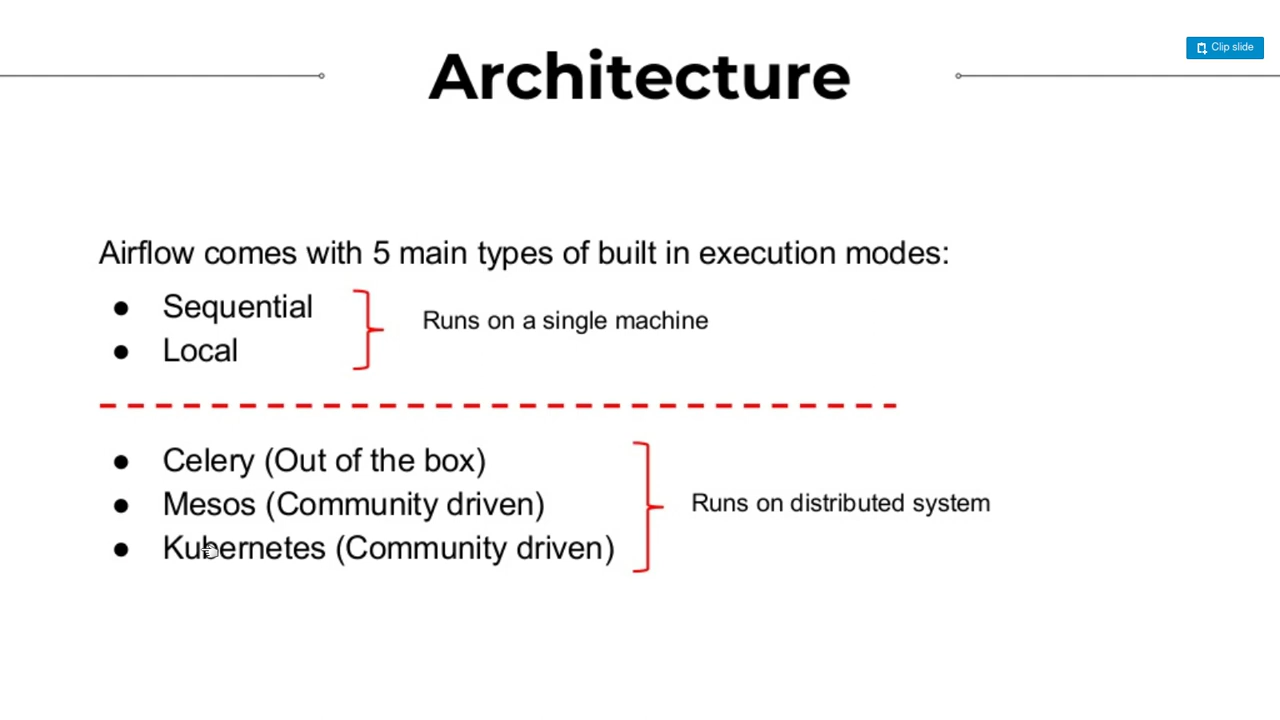 Clip slide
Architecture
Airflow comes with 5 main types of built in execution modes:
● Sequential
● Local
Runs on a single machine
● Celery (Out of the box)
● Mesos (Community driven)
● Kubernetes (Community driven)
Runs on distributed system